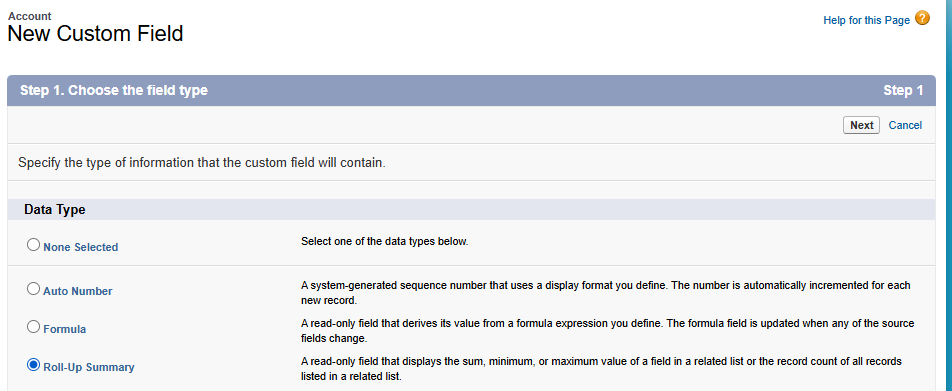 Account
New Custom Field
Help for this Page ?
Step 1. Choose the field type
Step 1
Next Cancel
Specify the type of information that the custom field will contain.
Data Type
None Selected
Select one of the data types below.
Auto Number
A system-generated sequence number that uses a display format you define. The number is automatically incremented for each
new record.
Formula
A read-only field that derives its value from a formula expression you define. The formula field is updated when any of the source
fields change.
Roll-Up Summary
A read-only field that displays the sum, minimum, or maximum value of a field in a related list or the record count of all records
listed in a related list.